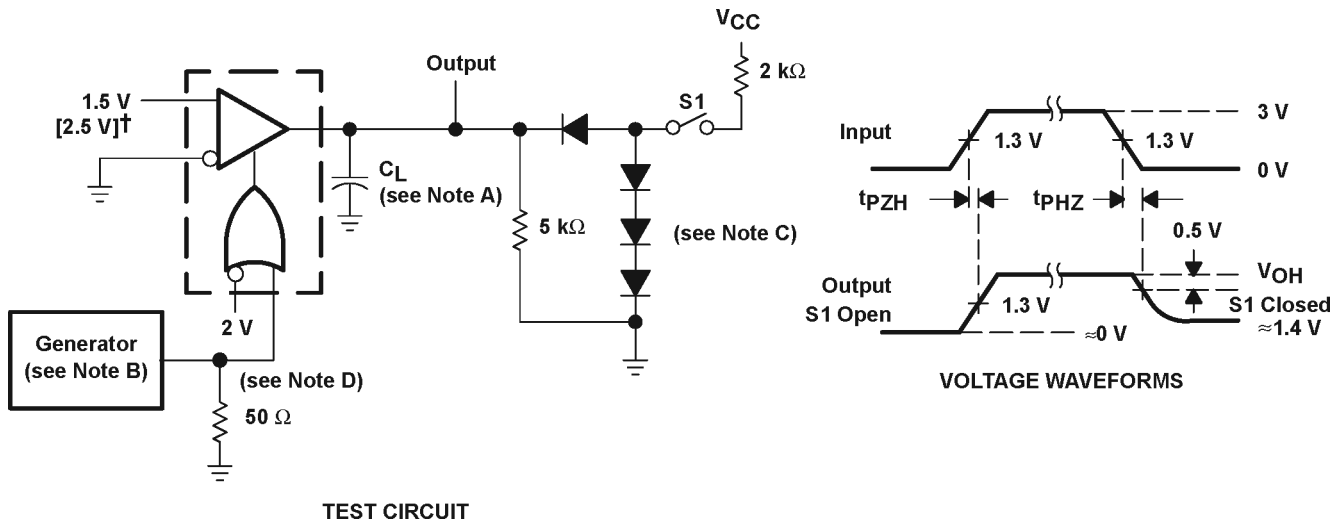 VCC
2 kΩ
Output
S1
1.5 V
[2.5 V]†
CL
(see Note A)
5 kΩ
(see Note C)
2 V
Generator
(see Note B)
(see Note D)
50 Ω
TEST CIRCUIT
3 V
Input
1.3 V
1.3 V
0 V
tPZH
tPHZ
0.5 V
VOH
Output
S1 Open
1.3 V
S1 Closed
≈1.4 V
≈0 V
VOLTAGE WAVEFORMS